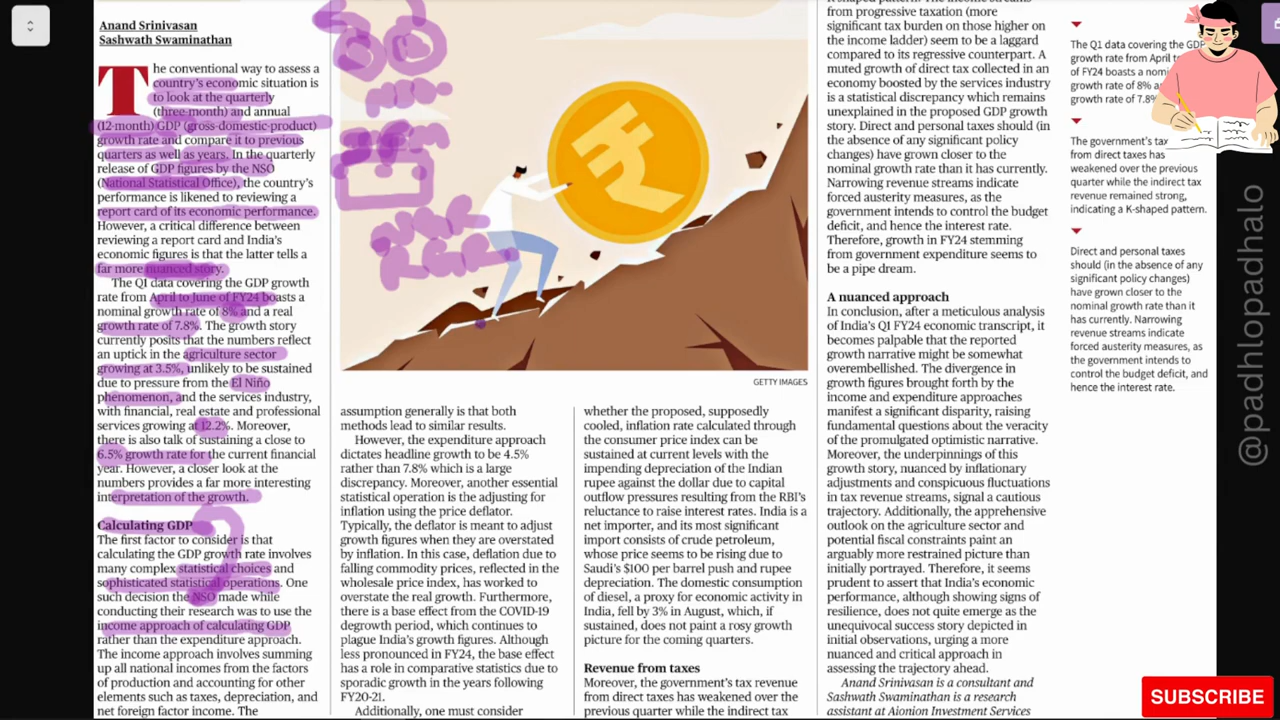 Anand Srinivasan
Sashwath Swaminathan
The conventional way to assess a
country's economic situation is
to look at the quarterly
(three-month) and annual
(12-month) GDP (gross-domestic-product)
growth rate and compare it to previous
quarters as well as years. In the quarterly
release of GDP figures by the NSO
(National Statistical Office), the country's
performance is likened to reviewing a
report card of its economic performance.
However, a critical difference between
reviewing a report card and India's
economic figures is that the latter tells a
far more nuanced story.
The Q1 data covering the GDP growth
rate from April to June of FY24 boasts a
nominal growth rate of 8% and a real
growth rate of 7.8%. The growth story
currently posits that the numbers reflect
an uptick in the agriculture sector
growing at 3.5%, unlikely to be sustained
due to pressure from the El Niño
phenomenon, and the services industry,
with financial, real estate and professional
services growing at 12.2%. Moreover,
there is also talk of sustaining a close to
6.5% growth rate for the current financial
year. However, a closer look at the
numbers provides a far more interesting
interpretation of the growth.
Calculating GDP
The first factor to consider is that
calculating the GDP growth rate involves
many complex statistical choices and
sophisticated statistical operations. One
such decision the NSO made while
conducting their research was to use the
income approach of calculating GDP
rather than the expenditure approach.
The income approach involves summing
up all national incomes from the factors
of production and accounting for other
elements such as taxes, depreciation, and
net foreign factor income. The
GETTY IMAGES
assumption generally is that both
methods lead to similar results.
However, the expenditure approach
dictates headline growth to be 4.5%
rather than 7.8% which is a large
discrepancy. Moreover, another essential
statistical operation is the adjusting for
inflation using the price deflator.
Typically, the deflator is meant to adjust
growth figures when they are overstated
by inflation. In this case, deflation due to
falling commodity prices, reflected in the
wholesale price index, has worked to
overstate the real growth. Furthermore,
there is a base effect from the COVID-19
degrowth period, which continues to
plague India's growth figures. Although
less pronounced in FY24, the base effect
has a role in comparative statistics due to
sporadic growth in the years following
FY20-21.
Additionally, one must consider
whether the proposed, supposedly
cooled, inflation rate calculated through
the consumer price index can be
sustained at current levels with the
impending depreciation of the Indian
rupee against the dollar due to capital
outflow pressures resulting from the RBI's
reluctance to raise interest rates. India is a
net importer, and its most significant
import consists of crude petroleum,
whose price seems to be rising due to
Saudi's $100 per barrel push and rupee
depreciation. The domestic consumption
of diesel, a proxy for economic activity in
India, fell by 3% in August, which, if
sustained, does not paint a rosy growth
picture for the coming quarters.
Revenue from taxes
Moreover, the government's tax revenue
from direct taxes has weakened over the
previous quarter while the indirect tax
from progressive taxation (more
significant tax burden on those higher on
the income ladder) seem to be a laggard
compared to its regressive counterpart. A
muted growth of direct tax collected in an
economy boosted by the services industry
is a statistical discrepancy which remains
unexplained in the proposed GDP growth
story. Direct and personal taxes should (in
the absence of any significant policy
changes) have grown closer to the
nominal growth rate than it has currently.
Narrowing revenue streams indicate
forced austerity measures, as the
government intends to control the budget
deficit, and hence the interest rate.
Therefore, growth in FY24 stemming
from government expenditure seems to
be a pipe dream.
A nuanced approach
In conclusion, after a meticulous analysis
of India's Q1 FY24 economic transcript, it
becomes palpable that the reported
growth narrative might be somewhat
overembellished. The divergence in
growth figures brought forth by the
income and expenditure approaches
manifest a significant disparity, raising
fundamental questions about the veracity
of the promulgated optimistic narrative.
Moreover, the underpinnings of this
growth story, nuanced by inflationary
adjustments and conspicuous fluctuations
in tax revenue streams, signal a cautious
trajectory. Additionally, the apprehensive
outlook on the agriculture sector and
potential fiscal constraints paint an
arguably more restrained picture than
initially portrayed. Therefore, it seems
prudent to assert that India's economic
performance, although showing signs of
resilience, does not quite emerge as the
unequivocal success story depicted in
initial observations, urging a more
nuanced and critical approach in
assessing the trajectory ahead.
Anand Srinivasan is a consultant and
Sashwath Swaminathan is a research
assistant at Aionion Investment Services
The Q1 data covering the GDP
growth rate from April t
of FY24 boasts a nomi
growth rate of 8% a
growth rate of 7.8%
The government's tax
from direct taxes has
weakened over the previous
quarter while the indirect tax
revenue remained strong,
indicating a K-shaped pattern.
Direct and personal taxes
should (in the absence of any
significant policy changes)
have grown closer to the
nominal growth rate than it
has currently. Narrowing
revenue streams indicate
forced austerity measures, as
the government intends to
control the budget deficit, and
hence the interest rate.
@padhlopadhalo
SUBSCRIBE